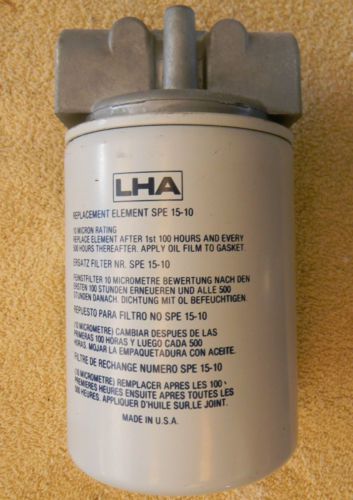 LHA
REPLACEMENT ELEMENT SPE 15-10
10 MICRON RATING
REPLACE ELEMENT AFTER 1st 100 HOURS AND EVERY
500 HOURS THEREAFTER. APPLY OIL FILM TO GASKET.
ERSATZ FILTER NR. SPE 15-10
FEINSTFILTER 10 MICROMETRE BEWERTUNG NACH DEN
ERSTEN 100 STUNDEN ERNEUEREN UND ALLE 500
STUNDEN DANACH. DICHTUNG MIT OL BEFEUCHTIGEN.
REPUESTO PARA FILTRO NO SPE 15-10
(10 MICROMETRE) CAMBIAR DESPUES DE LAS
PRIMERAS 100 HORAS Y LUEGO CADA 500
HORAS. MOJAR LA EMPAQUETADURA CON ACEITE.
FILTRE DE RECHANGE NUMERO SPE 15-10
(10 MICROMETRE) REMPLACER APRES LES 100
PREMIERES HEURES ENSUITE APRES TOUTES LES
500 HEURES. APPLIQUER D'HUILE SUR LE JOINT.
MADE IN U.S.A.